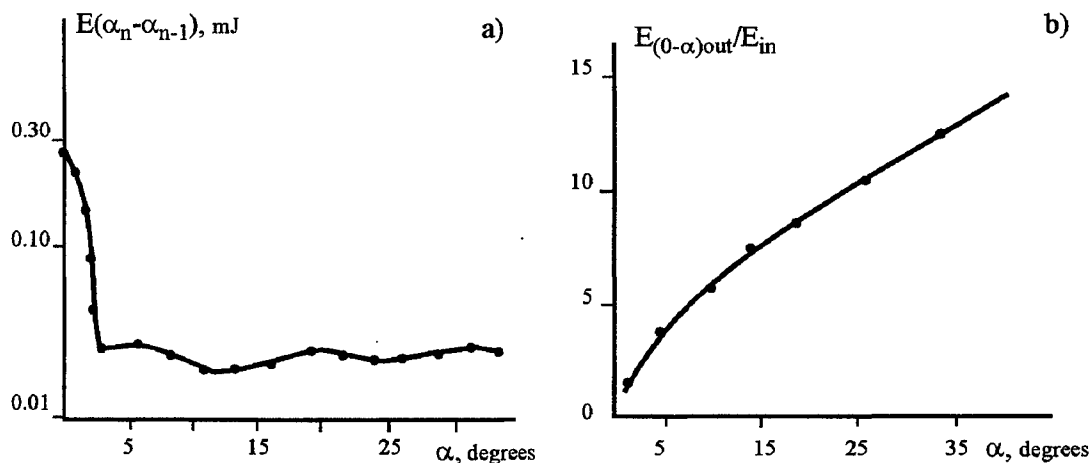 E(αn-αn-1), mJ
a)
0.30
0.10
0.01
5
15
25
α, degrees
E(0-α)out/Ein
b)
15
10
5
0
5
15
25
35
α, degrees